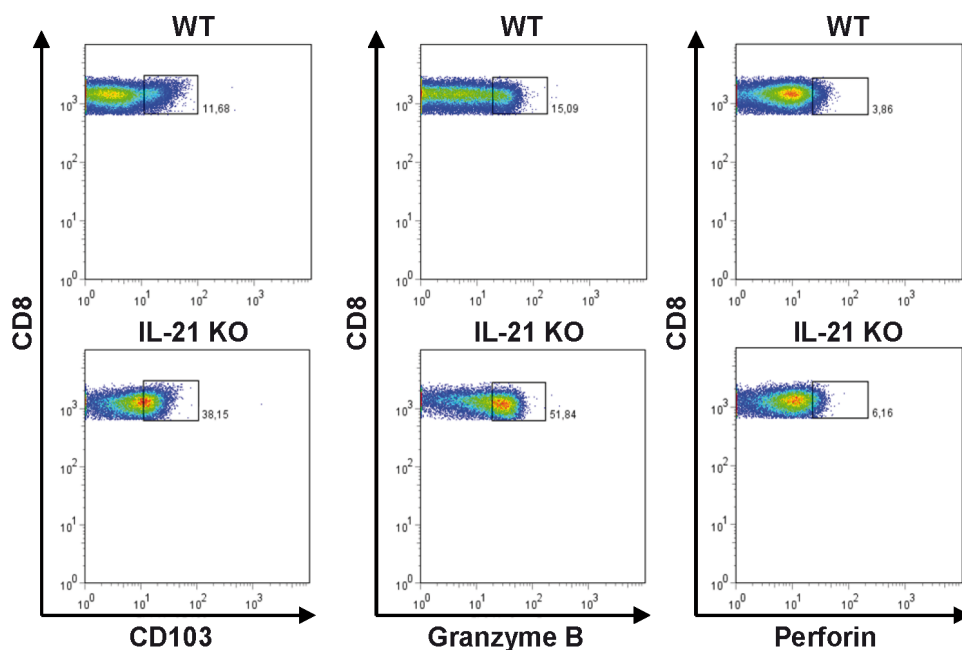 WT
WT
WT
CD8
10³
10²
10¹
10⁰
11,68
10⁰ 10¹ 10² 10³
10³
10²
10¹
10⁰
15,09
10⁰ 10¹ 10² 10³
CD8
10³
10²
10¹
10⁰
3,86
10⁰ 10¹ 10² 10³
IL-21 KO
IL-21 KO
IL-21 KO
10³
10²
10¹
10⁰
38,15
10⁰ 10¹ 10² 10³
CD103
CD8
10³
10²
10¹
10⁰
51,84
10⁰ 10¹ 10² 10³
Granzyme B
10³
10²
10¹
10⁰
6,16
10⁰ 10¹ 10² 10³
Perforin